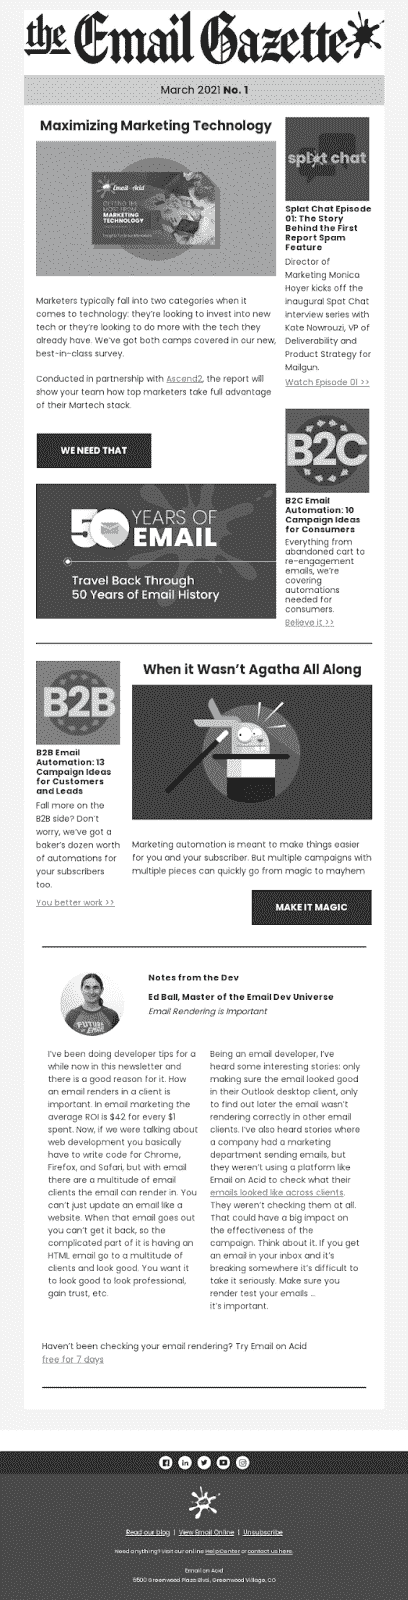 the Email Gazette
March 2021 No. 1
Maximizing Marketing Technology
Email Acid
GETTING THE
MOST FROM
MARKETING
TECHNOLOGY
Marketers typically fall into two categories when it
comes to technology: they're looking to invest into new
tech or they're looking to do more with the tech they
already have. We've got both camps covered in our new,
best-in-class survey.
Conducted in partnership with Ascend2, the report will
show your team how top marketers take full advantage
of their Martech stack.
WE NEED THAT
50 YEARS OF
EMAIL
Travel Back Through
50 Years of Email History
splat chat
Splat Chat Episode
01: The Story
Behind the First
Report Spam
Feature
Director of
Marketing Monica
Hoyer kicks off the
inaugural Spat Chat
interview series with
Kate Nowrouzi, VP of
Deliverability and
Product Strategy for
Mailgun.
Watch Episode 01 >>
B2C
B2C Email
Automation: 10
Campaign Ideas
for Consumers
Everything from
abandoned cart to
re-engagement
emails, we're
covering
automations
needed for
consumers.
Believe it >>
B2B
B2B Email
Automation: 13
Campaign Ideas
for Customers
and Leads
Fall more on the
B2B side? Don't
worry, we've got a
baker's dozen worth
of automations for
your subscribers
too.
You better work >>
When it Wasn't Agatha All Along
Marketing automation is meant to make things easier
for you and your subscriber. But multiple campaigns with
multiple pieces can quickly go from magic to mayhem
MAKE IT MAGIC
FUTURE
OF EMAIL
Notes from the Dev
Ed Ball, Master of the Email Dev Universe
Email Rendering is Important
I've been doing developer tips for a
while now in this newsletter and
there is a good reason for it. How
an email renders in a client is
important. In email marketing the
average ROI is $42 for every $1
spent. Now, if we were talking about
web development you basically
have to write code for Chrome,
Firefox, and Safari, but with email
there are a multitude of email
clients the email can render in. You
can't just update an email like a
website. When that email goes out
you can't get it back, so the
complicated part of it is having an
HTML email go to a multitude of
clients and look good. You want it
to look good to look professional,
gain trust, etc.
Being an email developer, I've
heard some interesting stories: only
making sure the email looked good
in their Outlook desktop client, only
to find out later the email wasn't
rendering correctly in other email
clients. I've also heard stories where
a company had a marketing
department sending emails, but
they weren't using a platform like
Email on Acid to check what their
emails looked like across clients.
They weren't checking them at all.
That could have a big impact on
the effectiveness of the
campaign. Think about it. If you get
an email in your inbox and it's
breaking somewhere it's difficult to
take it seriously. Make sure you
render test your emails ...
it's important.
Haven't been checking your email rendering? Try Email on Acid
free for 7 days
Read our blog | View Email Online | Unsubscribe
Need anything? Visit our online Help Center or contact us here.
Email on Acid
5500 Greenwood Plaza Blvd, Greenwood Village, CO